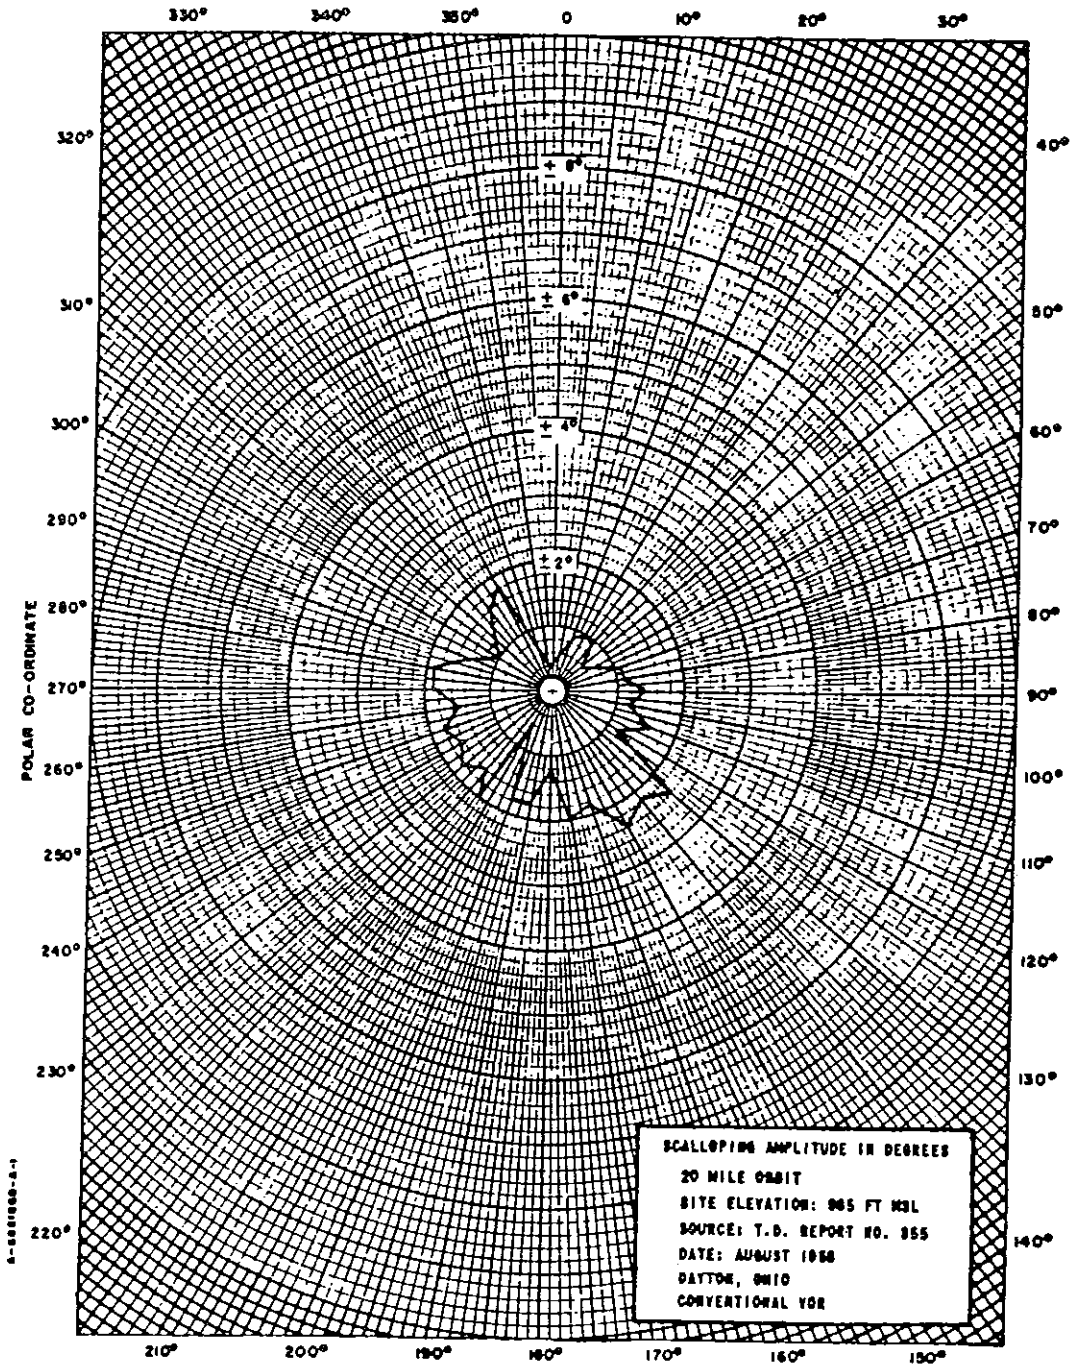 330° 340° 350° 0 10° 20° 30°
320°
40°
± 8°
310°
50°
± 6°
300°
60°
± 4°
290°
70°
± 2°
280°
80°
POLAR CO-ORDINATE
270°
90°
260°
100°
250°
110°
240°
120°
230°
130°
220°
140°
SCALLOPING AMPLITUDE IN DEGREES
20 MILE ORBIT
SITE ELEVATION: FT MSL
SOURCE: T.D. REPORT NO. 355
DATE: AUGUST
DAYTON, OHIO
CONVENTIONAL VOR
210° 200° 190° 180° 170° 160° 150°